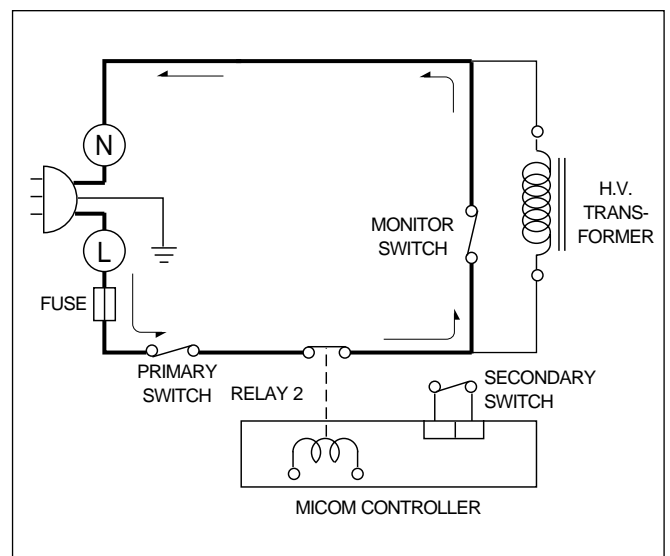 N
L
FUSE
PRIMARY
SWITCH
RELAY 2
MONITOR
SWITCH
H.V.
TRANS-
FORMER
SECONDARY
SWITCH
MICOM CONTROLLER